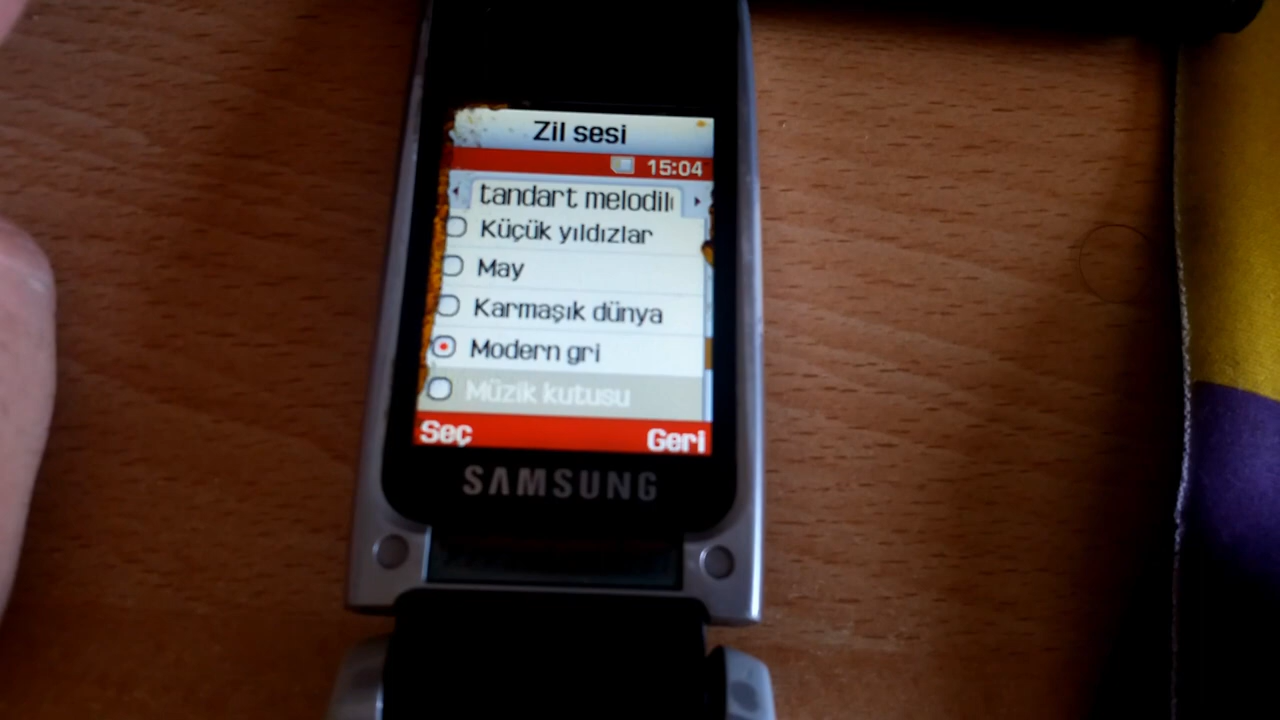 Zil sesi
15:04
tandart melodil
Küçük yıldızlar
May
Karmaşık dünya
Modern gri
Müzik kutusu
Seç Geri
SAMSUNG